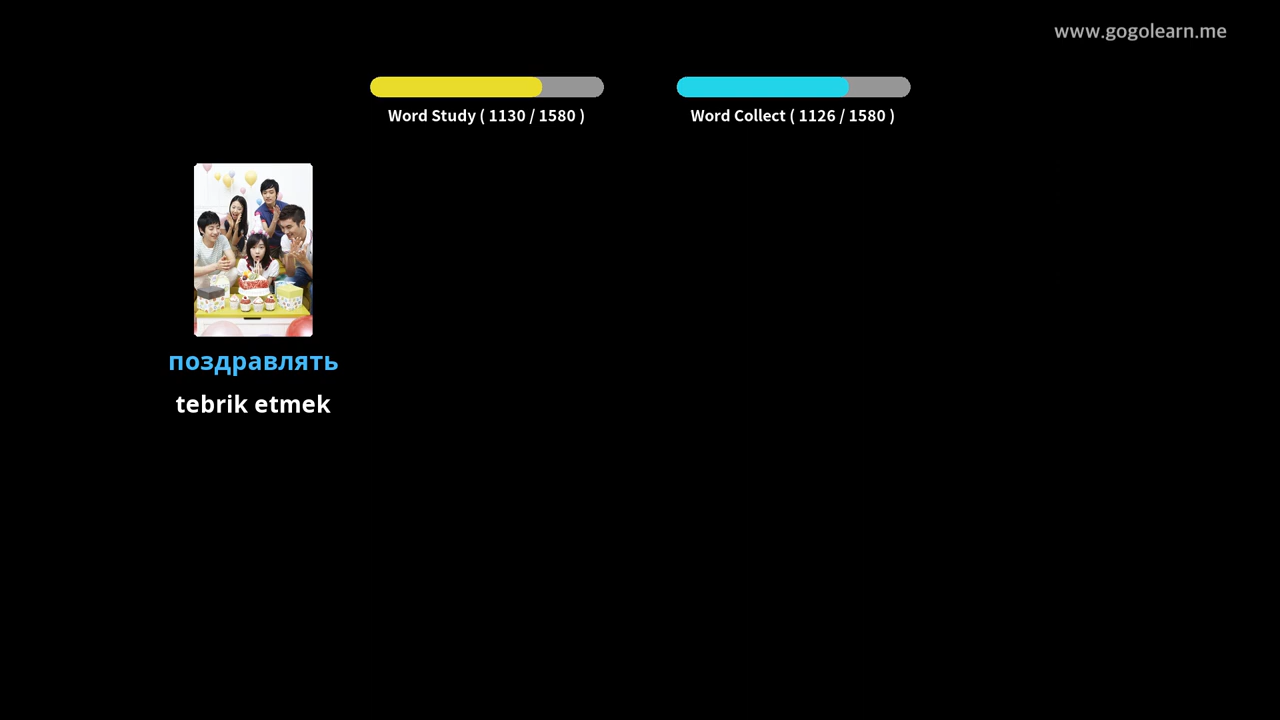 www.gogolearn.me
Word Study ( 1130 / 1580 )
Word Collect ( 1126 / 1580 )
поздравлять
tebrik etmek